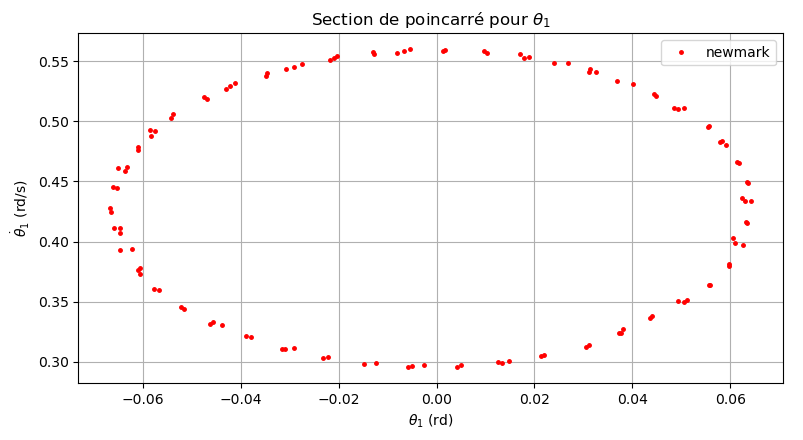 Section de poincarré pour θ₁
newmark
0.55
0.50
0.45
0.40
0.35
0.30
θ̇₁ (rd/s)
−0.06 −0.04 −0.02 0.00 0.02 0.04 0.06
θ₁ (rd)